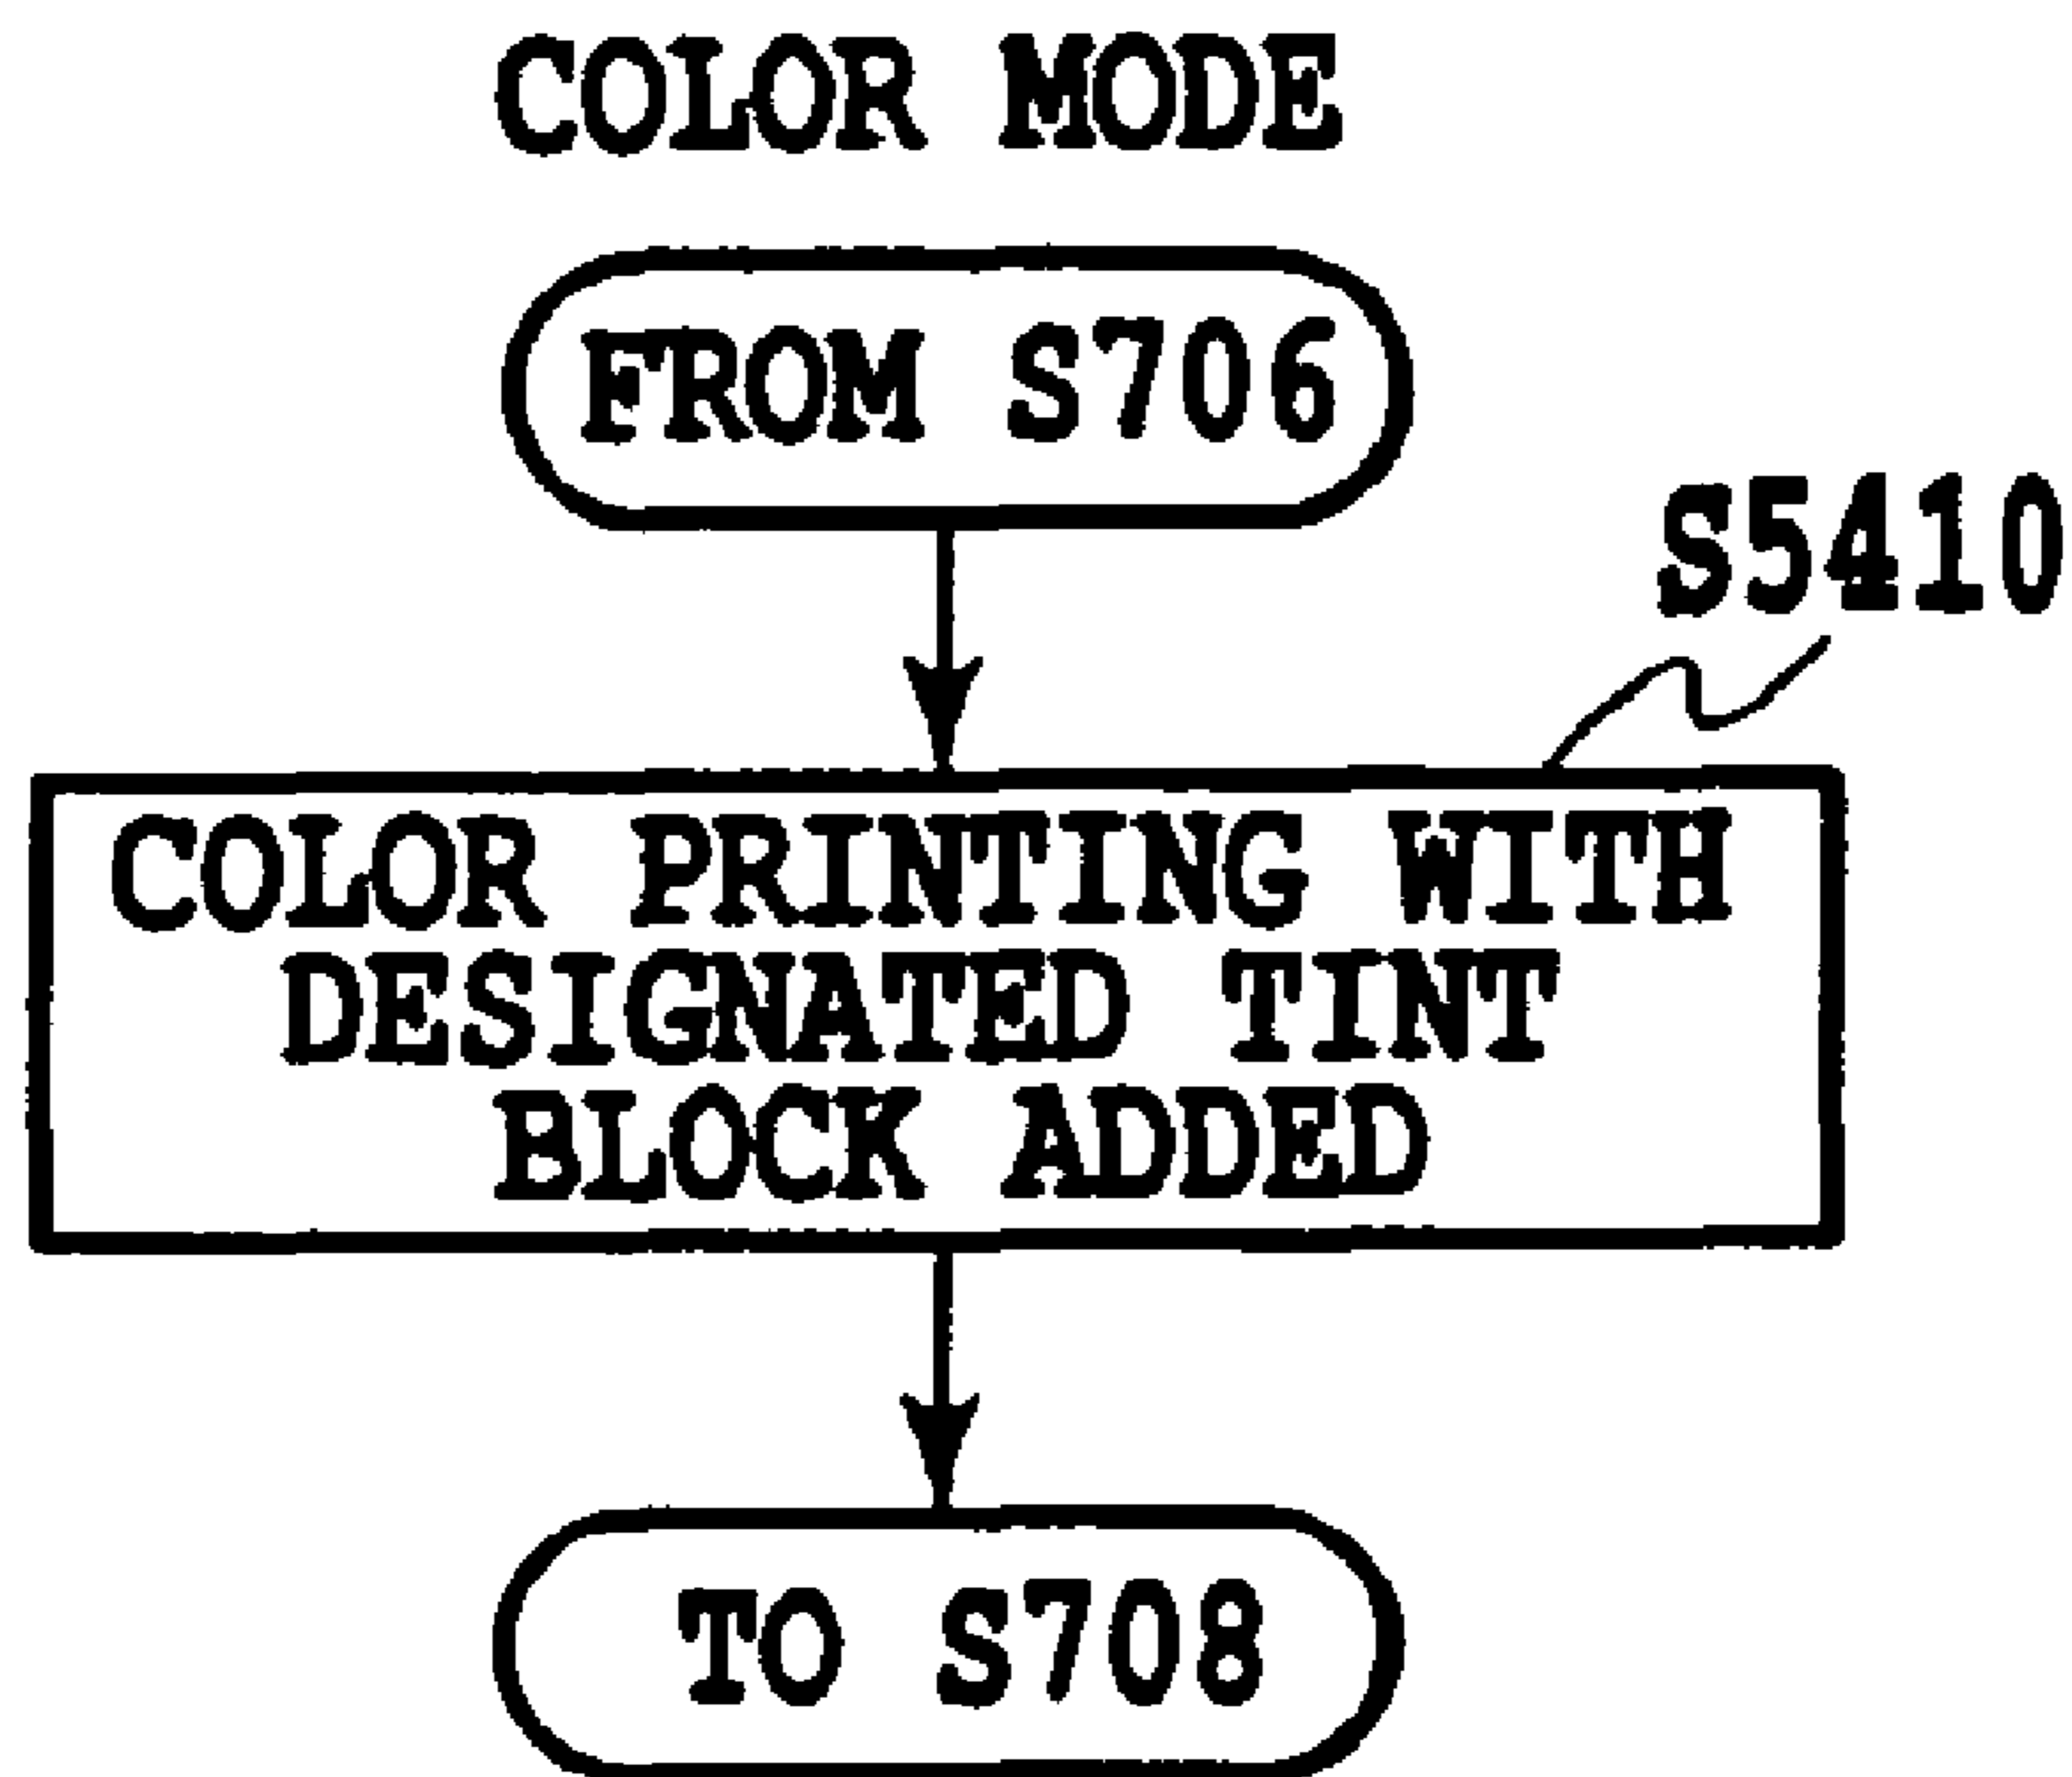 COLOR MODE
FROM S706
S5410
COLOR PRINTING WITH
DESIGNATED TINT
BLOCK ADDED
TO S708